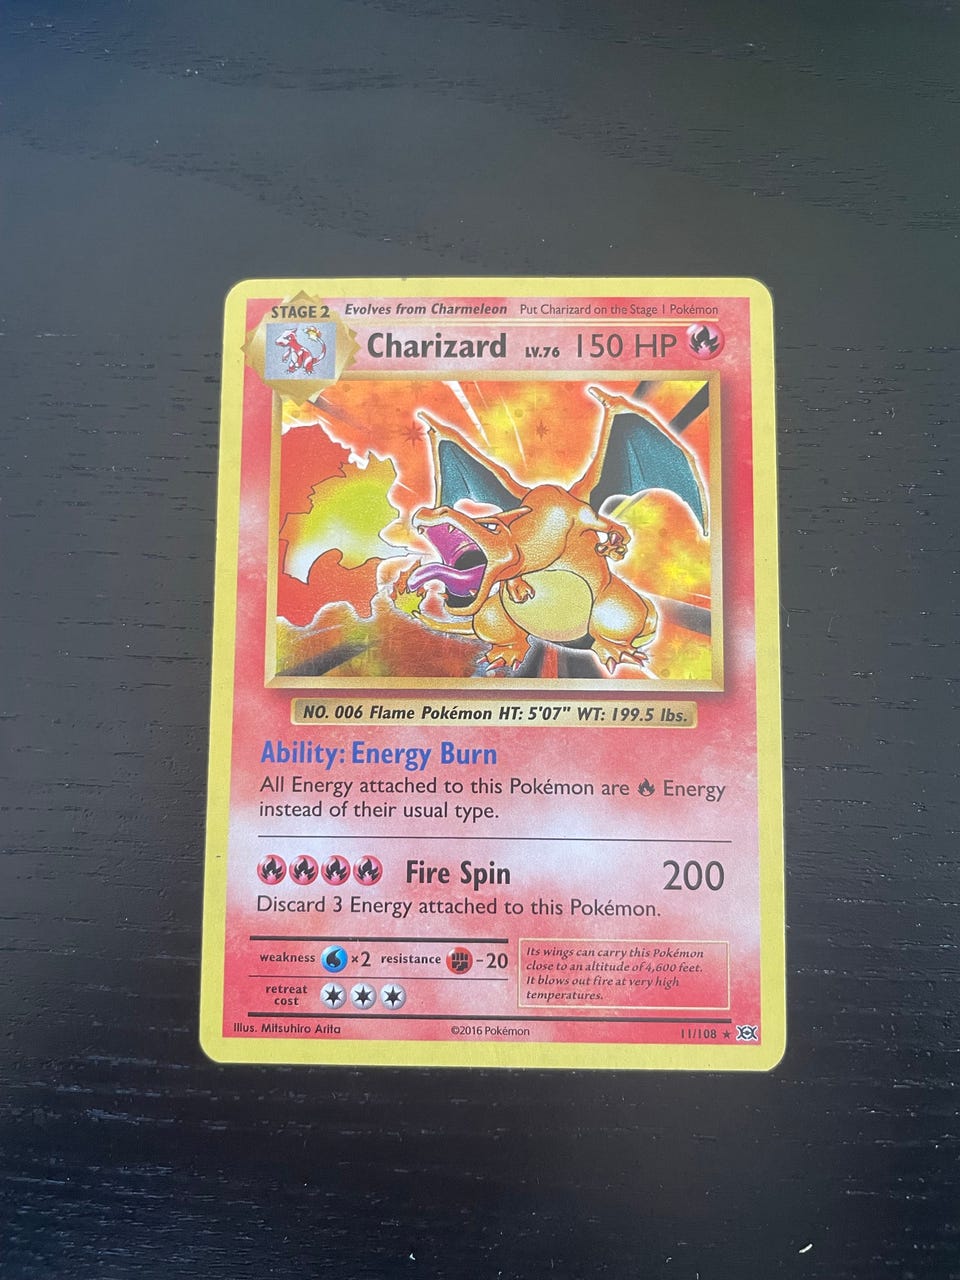 STAGE 2 Evolves from Charmeleon Put Charizard on the Stage 1 Pokémon
Charizard LV.76 150 HP
NO. 006 Flame Pokémon HT: 5'07" WT: 199.5 lbs.
Ability: Energy Burn
All Energy attached to this Pokémon are Energy
instead of their usual type.
Fire Spin 200
Discard 3 Energy attached to this Pokémon.
weakness ×2 resistance -20
retreat
cost
Its wings can carry this Pokémon
close to an altitude of 4,600 feet.
It blows out fire at very high
temperatures.
Illus. Mitsuhiro Arita ©2016 Pokémon 11/108 ★